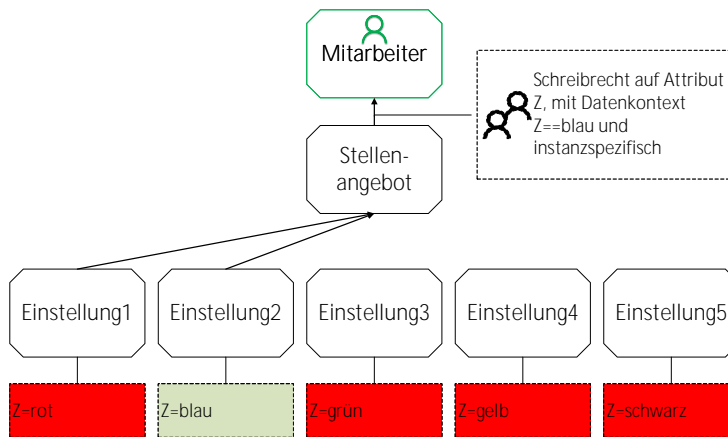 Mitarbeiter
Schreibrecht auf Attribut
Z, mit Datenkontext
Z==blau und
instanzspezifisch
Stellen-
angebot
Einstellung1
Einstellung2
Einstellung3
Einstellung4
Einstellung5
Z=rot
Z=blau
Z=grün
Z=gelb
Z=schwarz